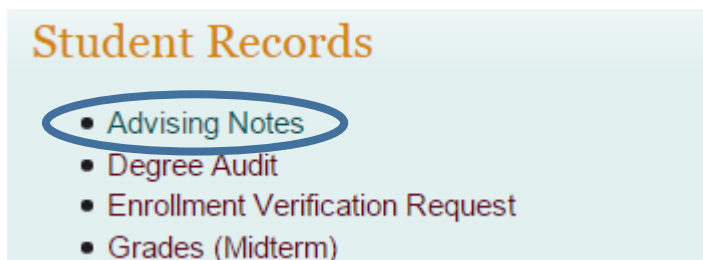 Student Records
• Advising Notes
• Degree Audit
• Enrollment Verification Request
• Grades (Midterm)